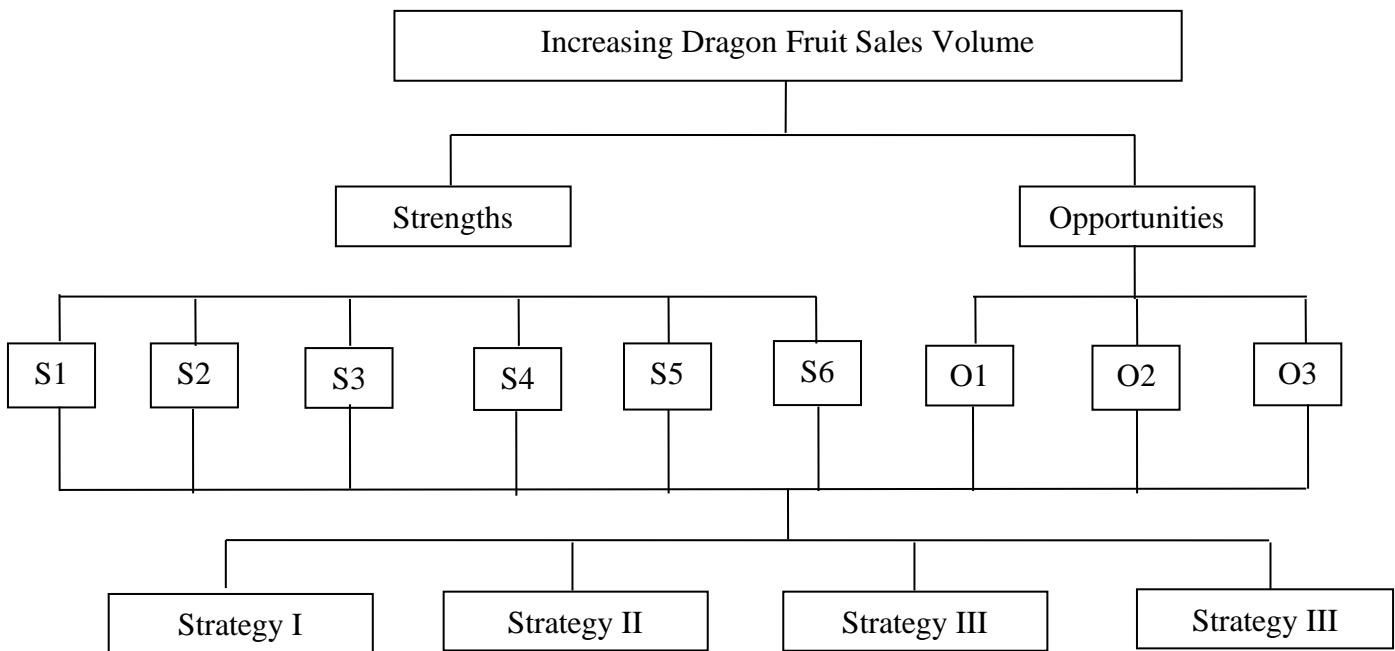 Increasing Dragon Fruit Sales Volume
Strengths
Opportunities
S1
S2
S3
S4
S5
S6
O1
O2
O3
Strategy I
Strategy II
Strategy III
Strategy III